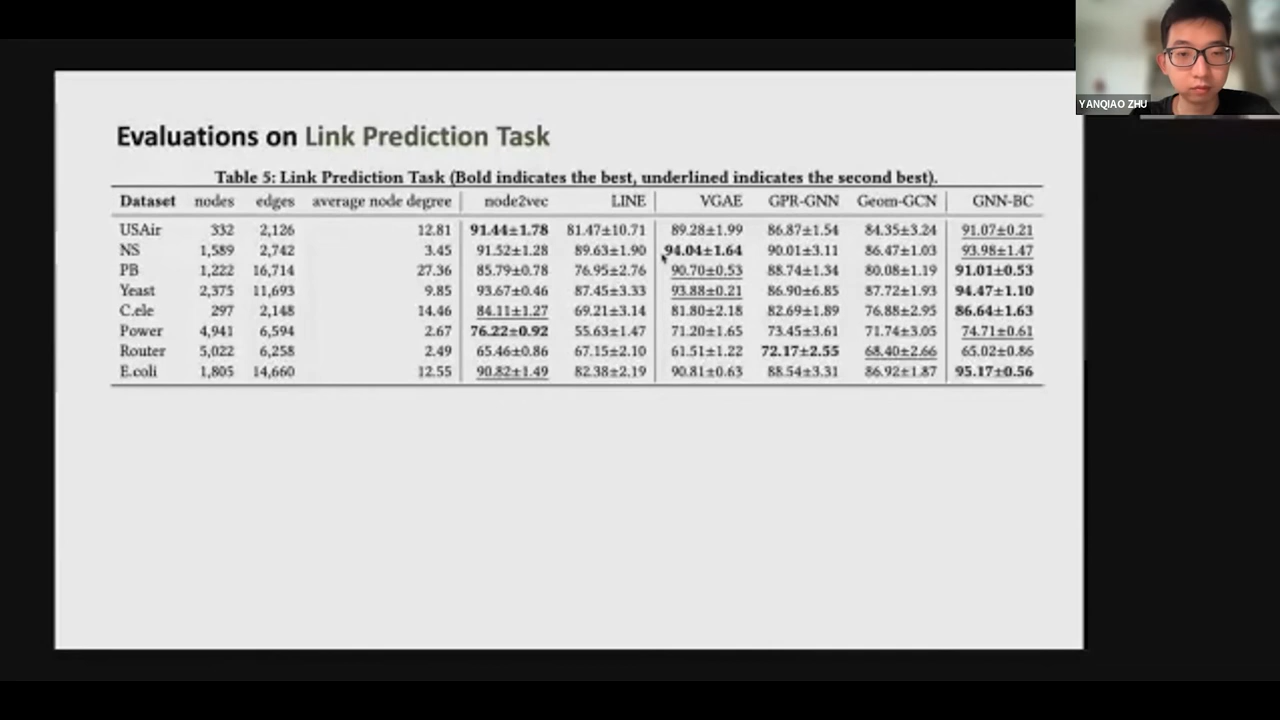 YANQIAO ZHU
Evaluations on Link Prediction Task
Table 5: Link Prediction Task (Bold indicates the best, underlined indicates the second best).
Dataset nodes edges average node degree node2vec LINE VGAE GPR-GNN Geom-GCN GNN-BC
USAir 332 2,126 12.81 91.44±1.78 81.47±10.71 89.28±1.99 86.87±1.54 84.35±3.24 91.07±0.21
NS 1,589 2,742 3.45 91.52±1.28 89.63±1.90 94.04±1.64 90.01±3.11 86.47±1.03 93.98±1.47
PB 1,222 16,714 27.36 85.79±0.78 76.95±2.76 90.70±0.53 88.74±1.34 80.08±1.19 91.01±0.53
Yeast 2,375 11,693 9.85 93.67±0.46 87.45±3.33 93.88±0.21 86.90±6.85 87.72±1.93 94.47±1.10
C.ele 297 2,148 14.46 84.11±1.27 69.21±3.14 81.80±2.18 82.69±1.89 76.88±2.95 86.64±1.63
Power 4,941 6,594 2.67 76.22±0.92 55.63±1.47 71.20±1.65 73.45±3.61 71.74±3.05 74.71±0.61
Router 5,022 6,258 2.49 65.46±0.86 67.15±2.10 61.51±1.22 72.17±2.55 68.40±2.66 65.02±0.86
E.coli 1,805 14,660 12.55 90.82±1.49 82.38±2.19 90.81±0.63 88.54±3.31 86.92±1.87 95.17±0.56